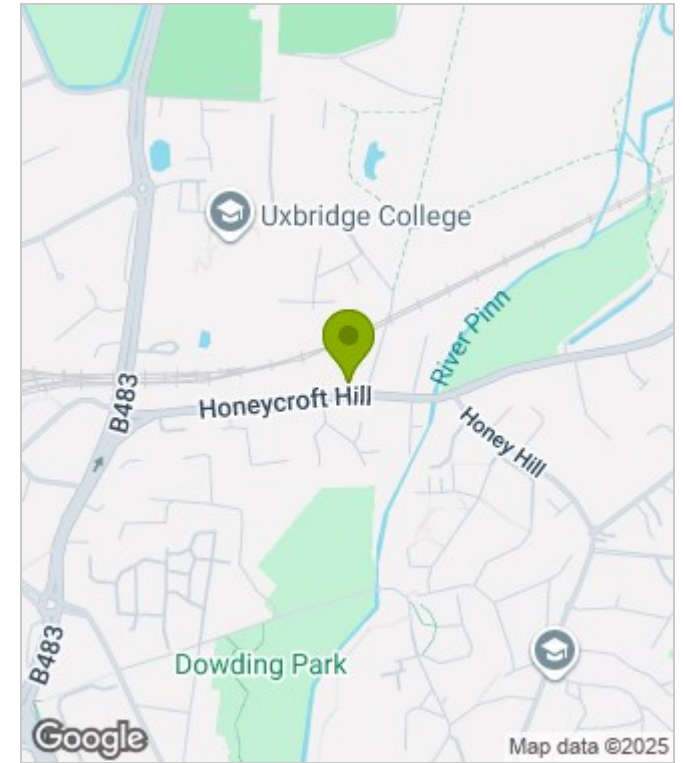 Uxbridge College
River Pinn
B483
Honeycroft Hill
Honey Hill
B483
Dowding Park
Google
Map data ©2025